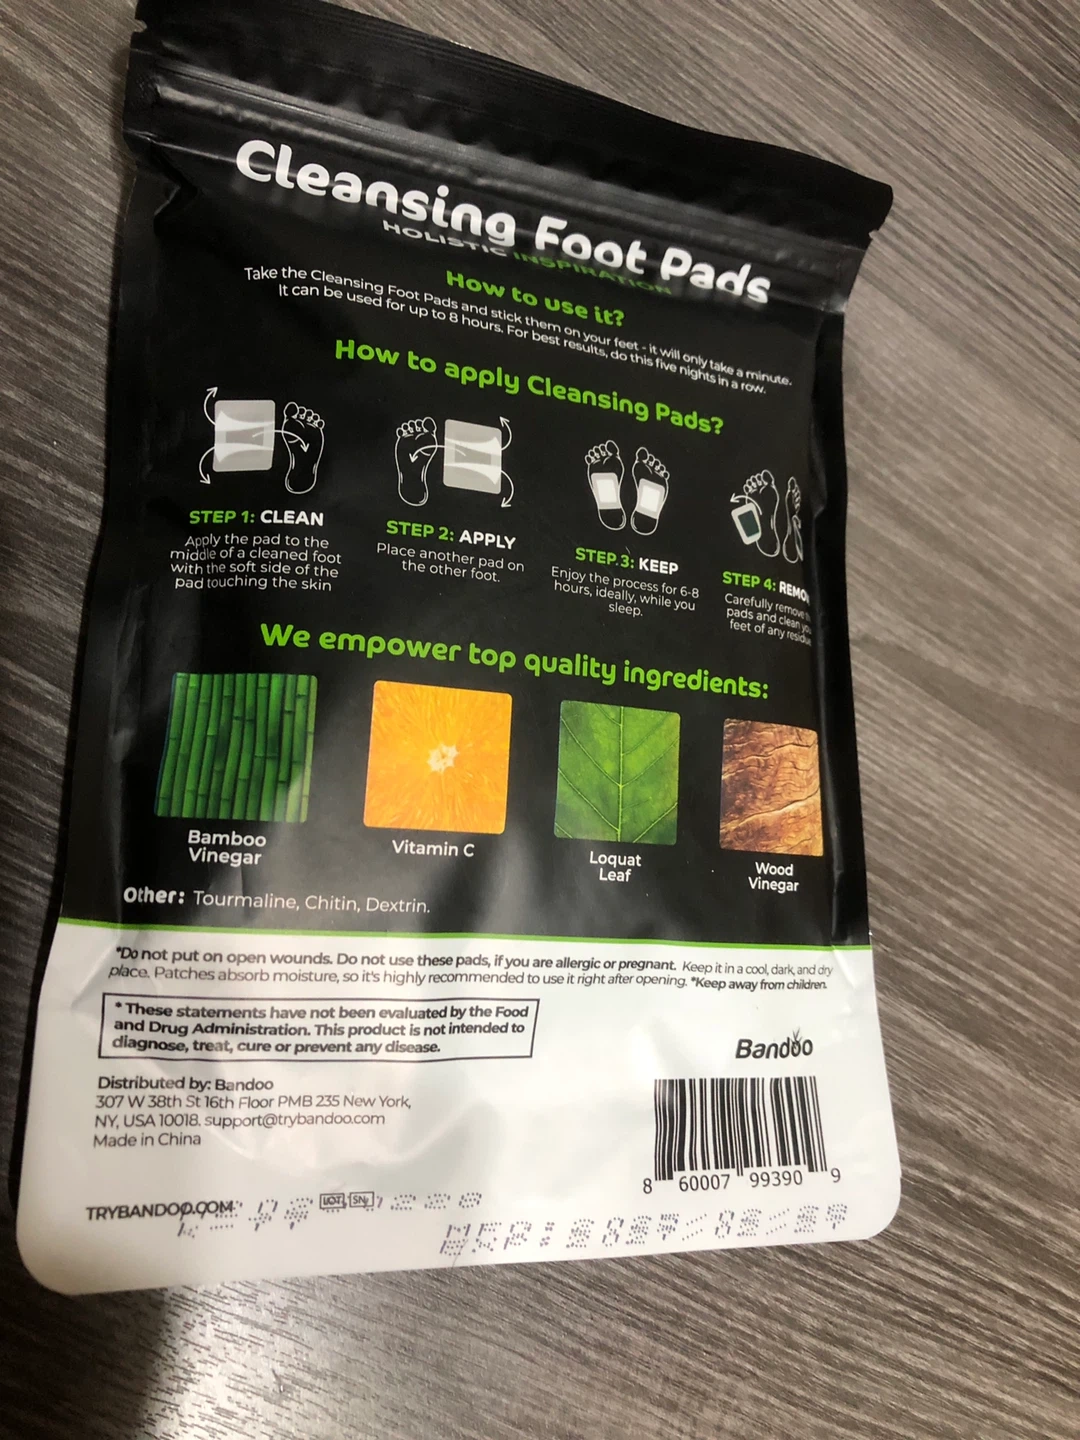 Cleansing Foot Pads
HOLISTIC INSPIRATION
How to use it?
Take the Cleansing Foot Pads and stick them on your feet - it will only take a minute.
It can be used for up to 8 hours. For best results, do this five nights in a row.
How to apply Cleansing Pads?
STEP 1: CLEAN
Apply the pad to the
middle of a cleaned foot
with the soft side of the
pad touching the skin
STEP 2: APPLY
Place another pad on
the other foot.
STEP 3: KEEP
Enjoy the process for 6-8
hours, ideally, while you
sleep.
STEP 4: REMO
Carefully remove
pads and clean
feet of any
We empower top quality ingredients:
Bamboo
Vinegar
Vitamin C
Loquat
Leaf
Wood
Vinegar
Other: Tourmaline, Chitin, Dextrin.
*Do not put on open wounds. Do not use these pads, if you are allergic or pregnant. Keep it in a cool, dark, and dry
place. Patches absorb moisture, so it's highly recommended to use it right after opening. *Keep away from children.
* These statements have not been evaluated by the Food
and Drug Administration. This product is not intended to
diagnose, treat, cure or prevent any disease.
Bandoo
Distributed by: Bandoo
307 W 38th St 16th Floor PMB 235 New York,
NY, USA 10018. support@trybandoo.com
Made in China
8 60007 99390 9
TRYBANDOO.COM
LOT SN